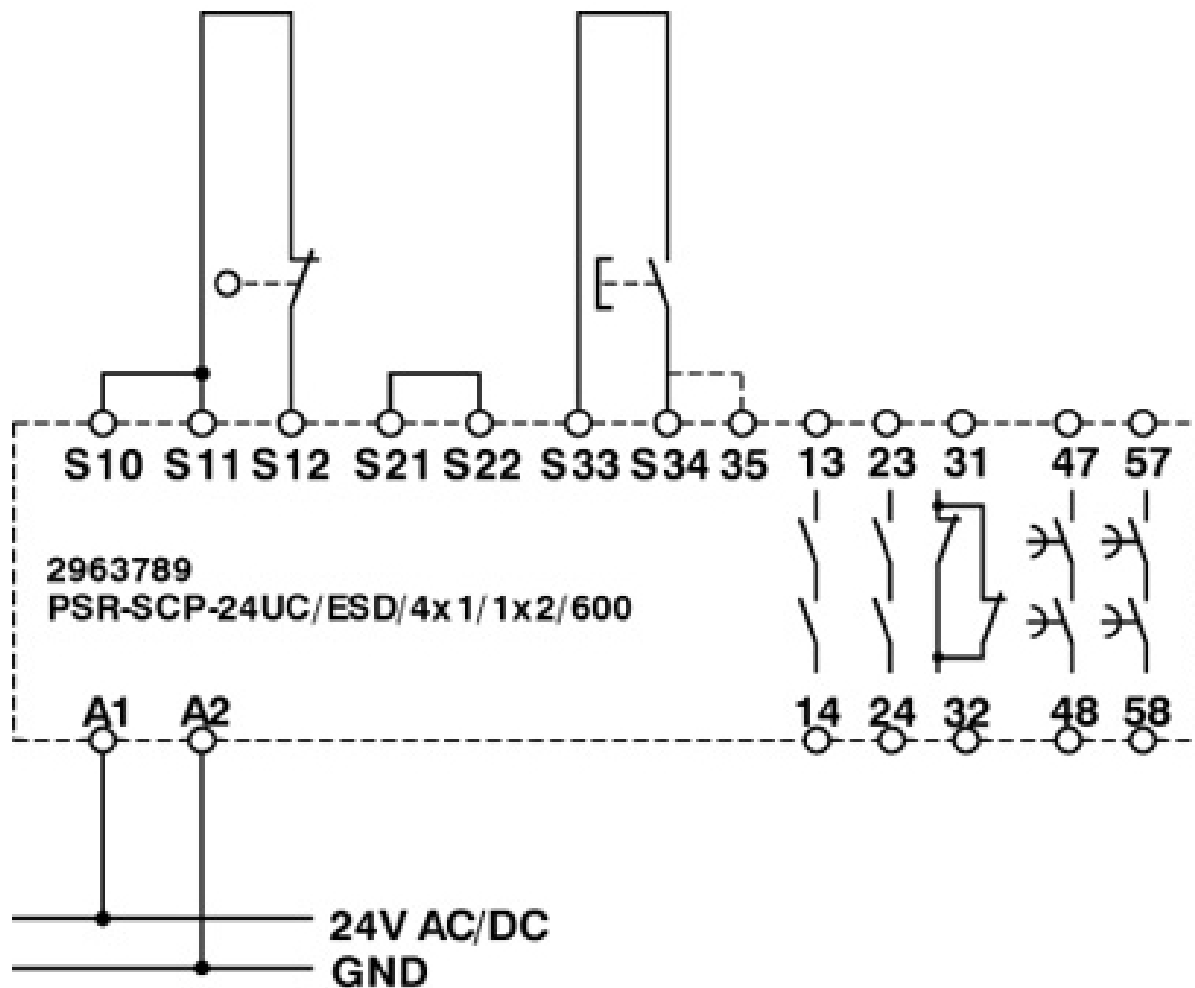 S10 S11 S12 S21 S22 S33 S34 35 13 23 31 47 57
2963789
PSR-SCP-24UC/ESD/4x1/1x2/600
A1 A2 14 24 32 48 58
24V AC/DC
GND